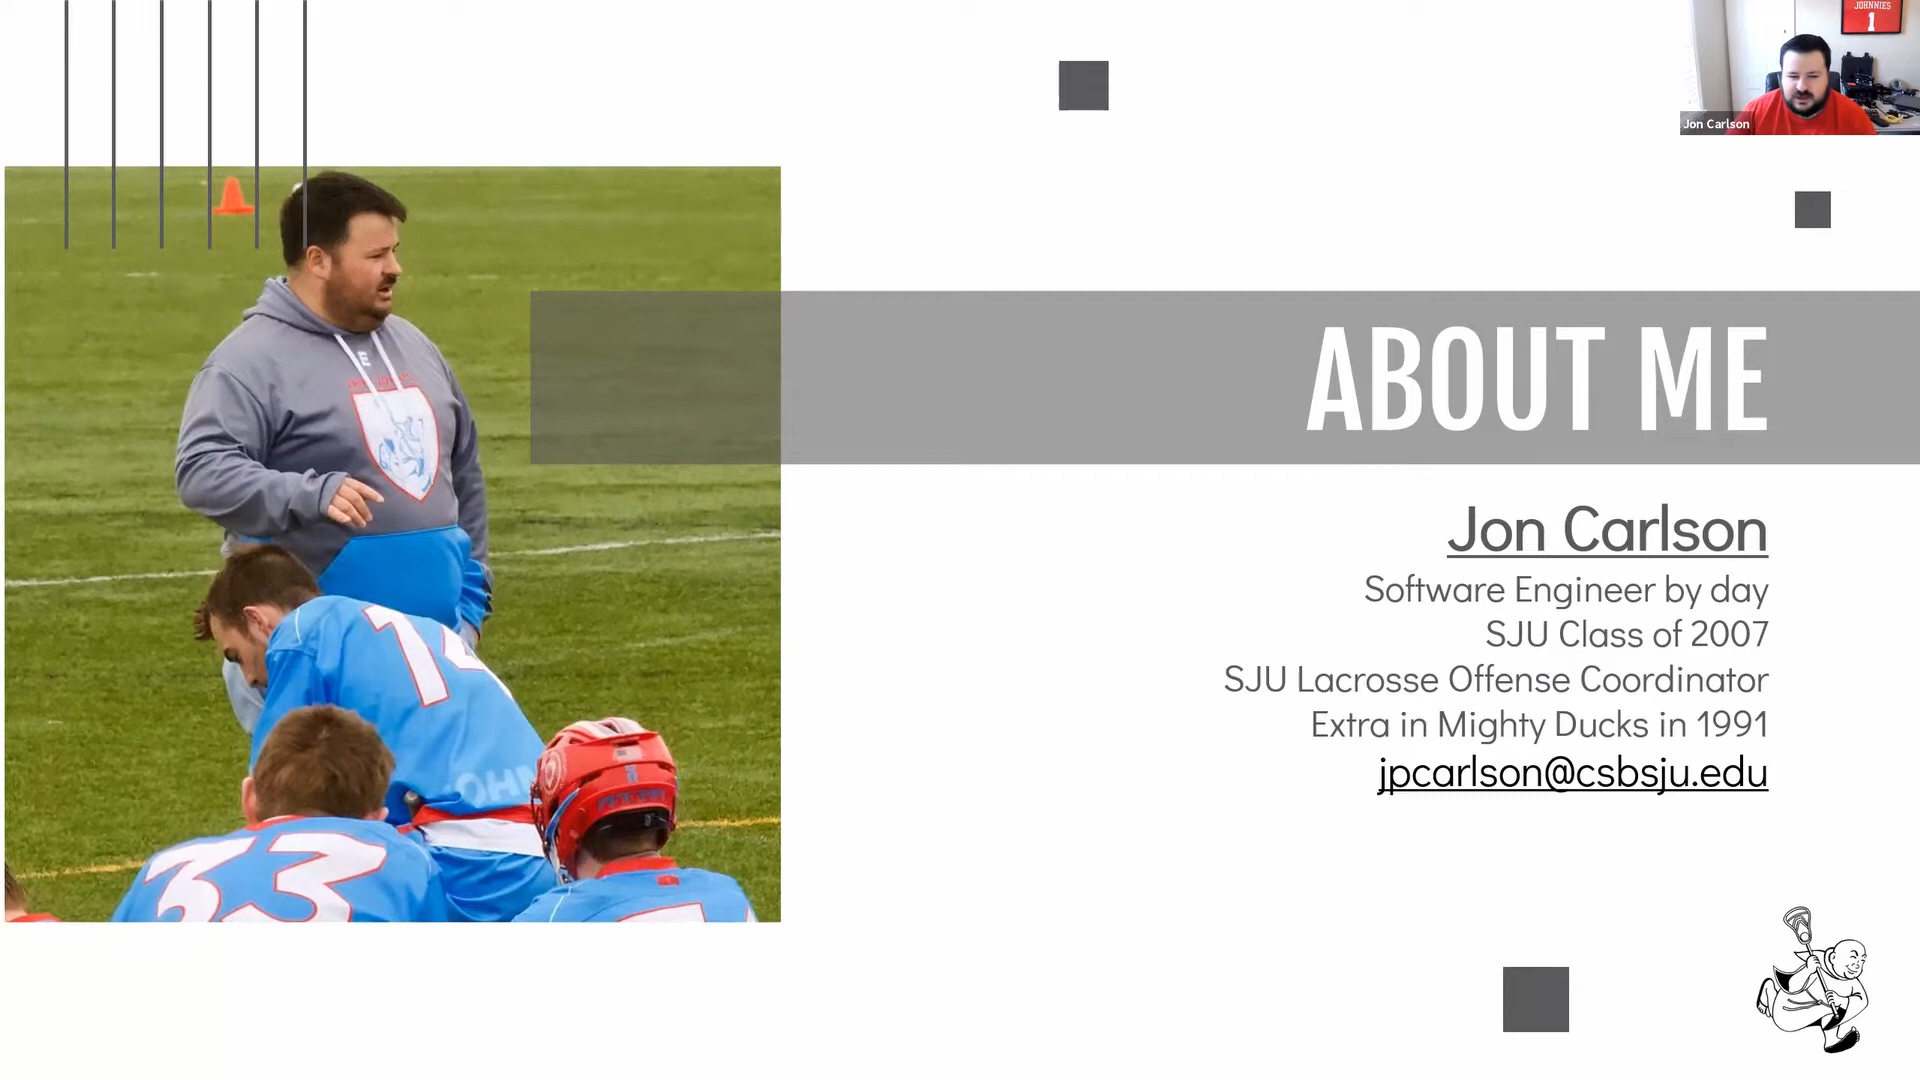 JOHNNIES
1
Jon Carlson
ABOUT ME
Jon Carlson
Software Engineer by day
SJU Class of 2007
SJU Lacrosse Offense Coordinator
Extra in Mighty Ducks in 1991
jpcarlson@csbsju.edu
14
33